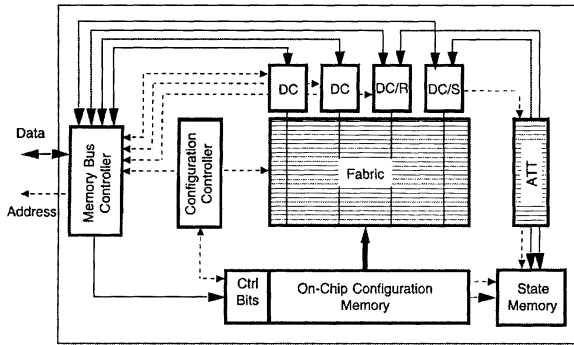 DC
DC
DC/R
DC/S
Data
Address
Memory Bus
Controller
Configuration
Controller
Fabric
ATT
Ctrl
Bits
On-Chip Configuration
Memory
State
Memory